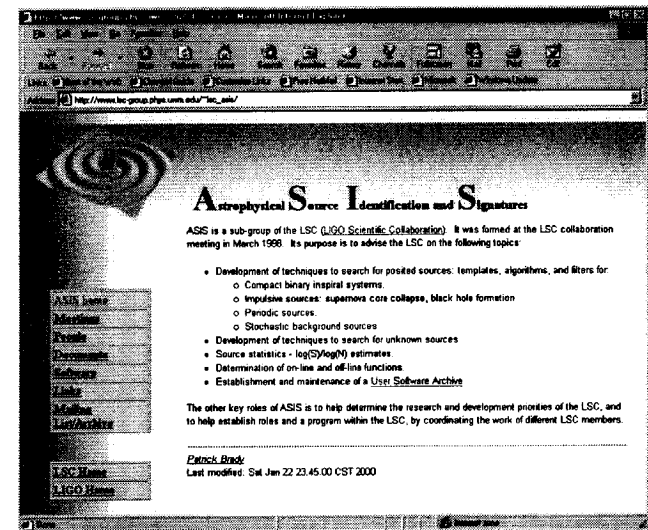 Back
Stop
Refresh
Home
Search
Favorites
History
Channels
Fullscreen
Mail
Print
Edit
Links
Address http://www.lsc-group.phys.uwm.edu/~lsc_asis/
Astrophysical Source Identification and Signatures
ASIS is a sub-group of the LSC (LIGO Scientific Collaboration). It was formed at the LSC collaboration
meeting in March 1998. Its purpose is to advise the LSC on the following topics:
Development of techniques to search for posited sources: templates, algorithms, and filters for:
Compact binary inspiral systems.
Impulsive sources: supernova core collapse, black hole formation
Periodic sources.
Stochastic background sources
Development of techniques to search for unknown sources
Source statistics - log(S)/log(N) estimates.
Determination of on-line and off-line functions.
Establishment and maintenance of a User Software Archive
The other key roles of ASIS is to help determine the research and development priorities of the LSC, and
to help establish roles and a program within the LSC, by coordinating the work of different LSC members.
Patrick Brady
Last modified: Sat Jan 22 23:45:00 CST 2000
ASIS home
Meetings
People
Documents
Software
Links
Mailing
List/Archive
LSC Home
LIGO Home